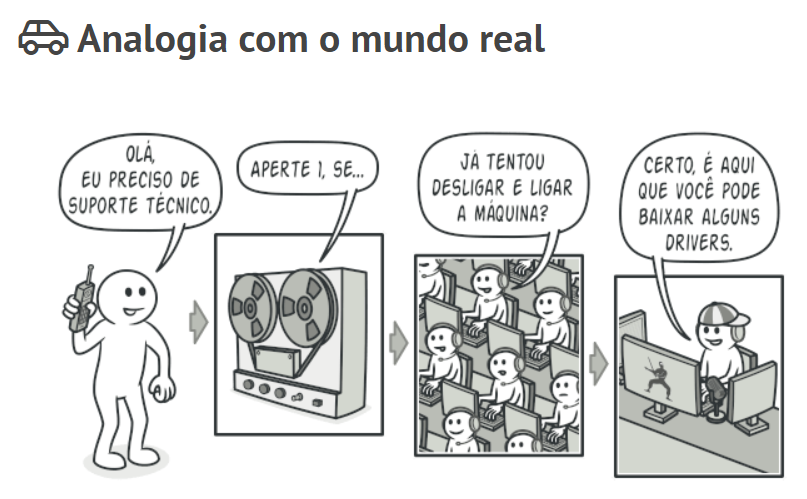 Analogia com o mundo real
OLÁ,
EU PRECISO DE
SUPORTE TÉCNICO.
APERTE 1, SE...
JÁ TENTOU
DESLIGAR E LIGAR
A MÁQUINA?
CERTO, É AQUI
QUE VOCÊ PODE
BAIXAR ALGUNS
DRIVERS.